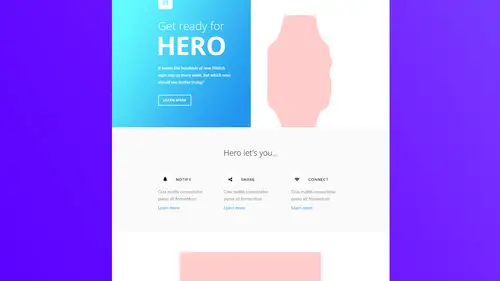 Get ready for
HERO
It seems like hundreds of new iWatch
apps pop up every week. But which ones
should you bother trying?
LEARN MORE
Hero let's you...
NOTIFY
SHARE
CONNECT
Cras mattis consectetur
purus sit fermentum
Learn more
Cras mattis consectetur
purus sit fermentum
Learn more
Cras mattis consectetur
purus sit fermentum
Learn more